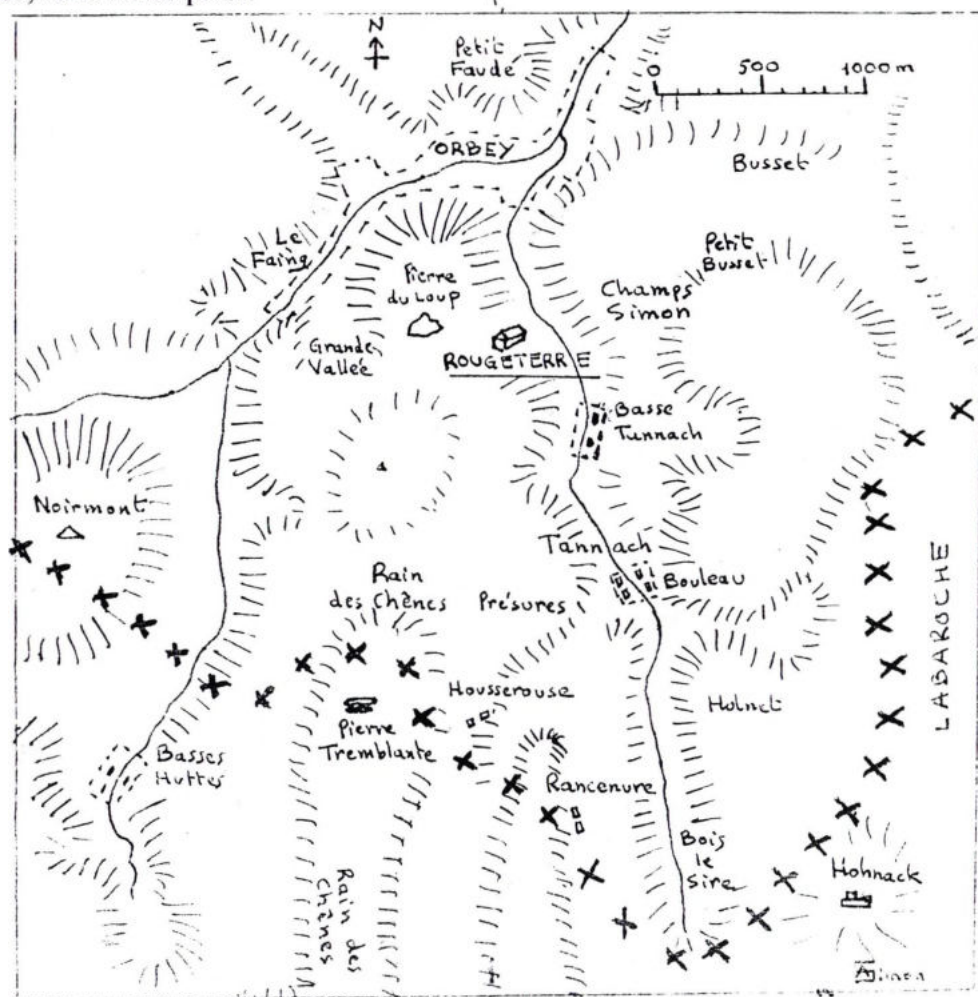 N
Petit
Faude
0 500 1000 m
ORBEY
Busset
Le
Faing
Petit
Busset
Pierre
du Loup
Champs
Simon
Grande
Vallée
ROUGETERRE
Basse
Tannach
Noirmont
Tannach
Bouleau
Rain
des Chênes
Présures
LABAROCHE
Housserouse
Holnet
Pierre
Tremblante
Basses
Huttes
Rancenure
Bois
le
Sire
Hohnack
Rain des
Chênes